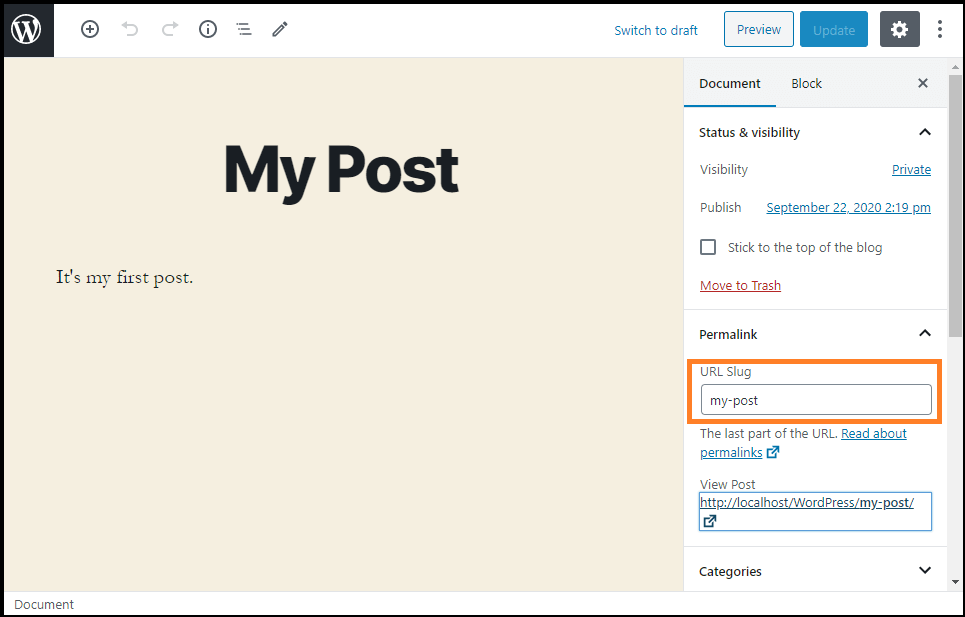 Switch to draft
Preview
Update
Document
Block
My Post
It's my first post.
Status & visibility
Visibility
Private
Publish
September 22, 2020 2:19 pm
Stick to the top of the blog
Move to Trash
Permalink
URL Slug
my-post
The last part of the URL. Read about
permalinks
View Post
http://localhost/WordPress/my-post/
Categories
Document